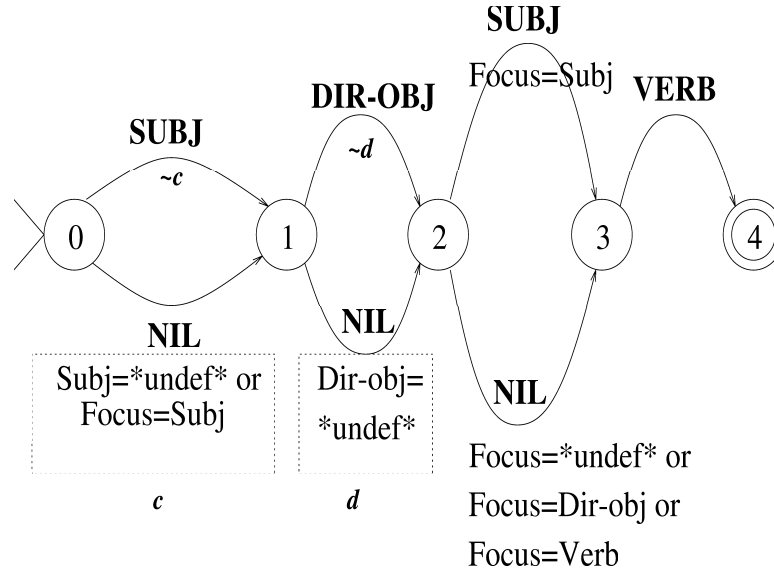 SUBJ
Focus=Subj
VERB
DIR-OBJ
~d
SUBJ
~c
0
1
2
3
4
NIL
Subj=*undef* or
Focus=Subj
c
NIL
Dir-obj=
*undef*
d
NIL
Focus=*undef* or
Focus=Dir-obj or
Focus=Verb